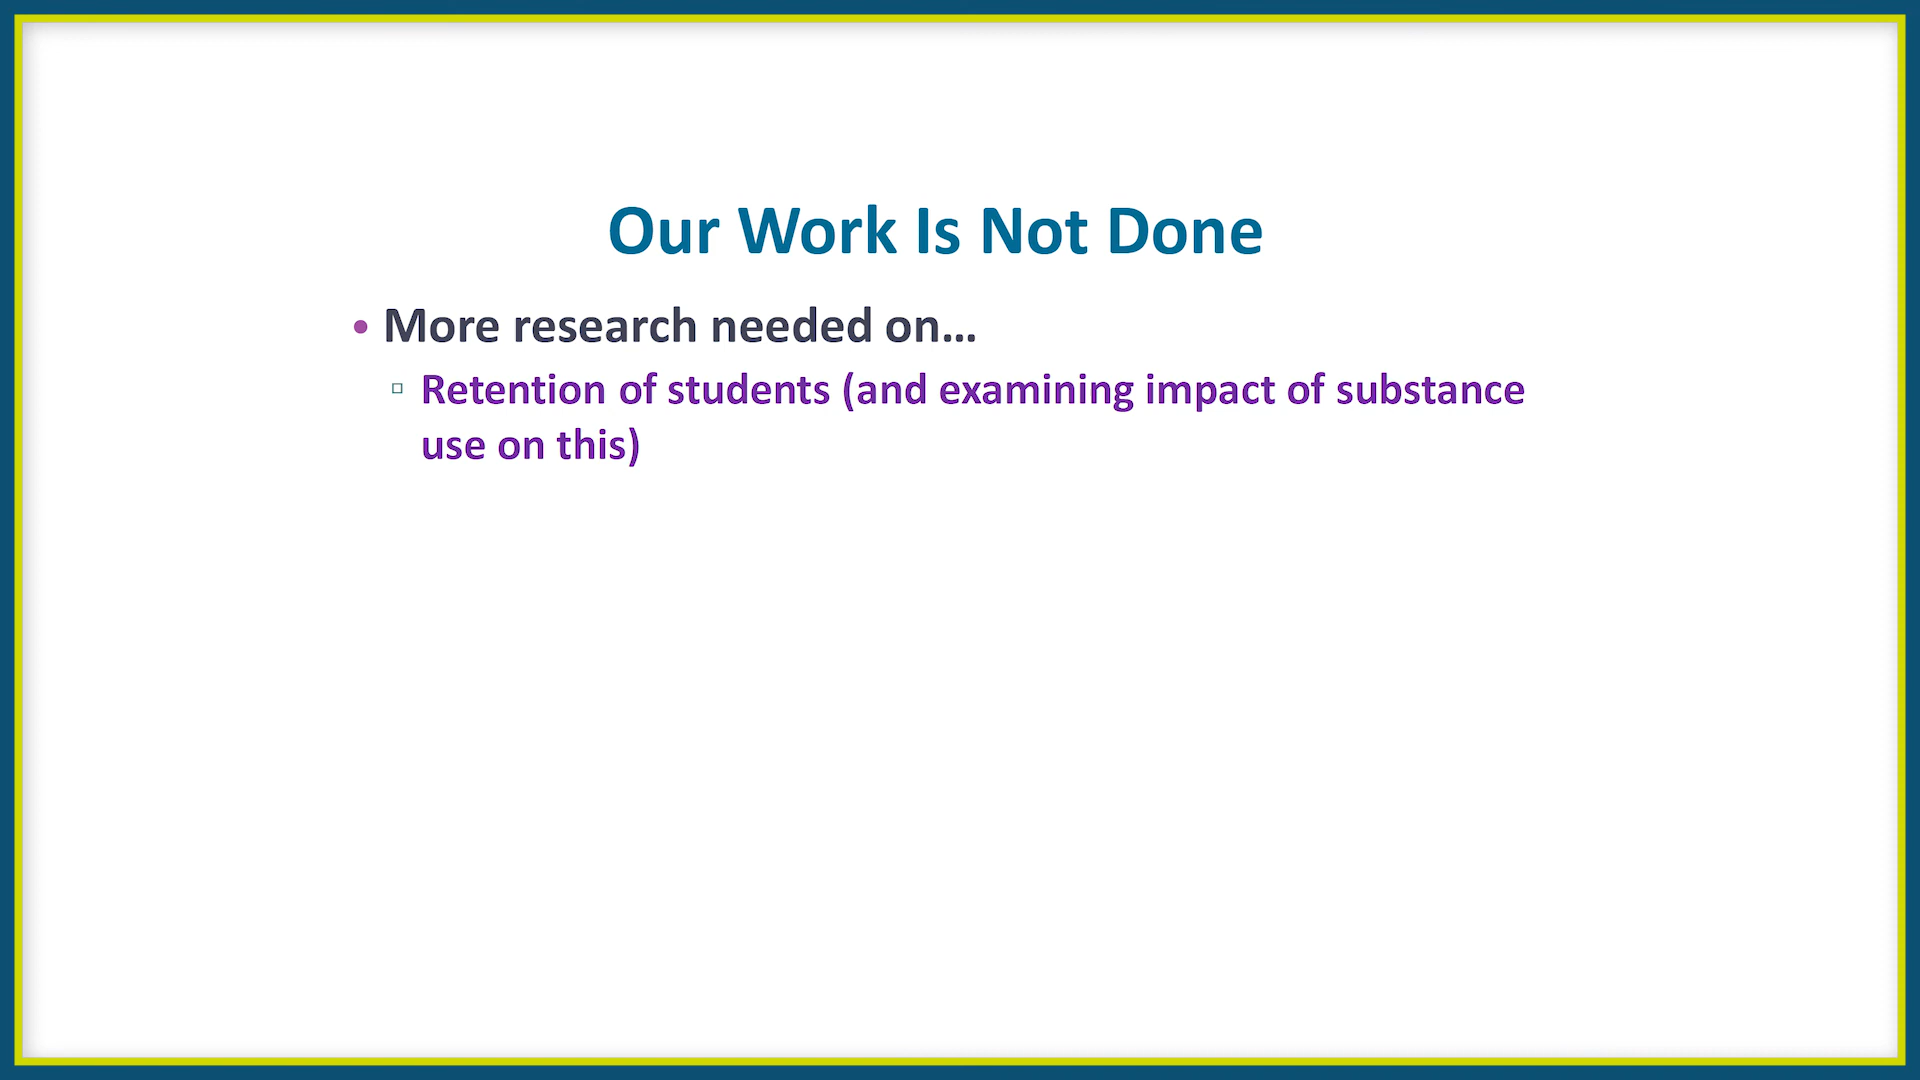 Our Work Is Not Done
• More research needed on…
▫ Retention of students (and examining impact of substance
use on this)